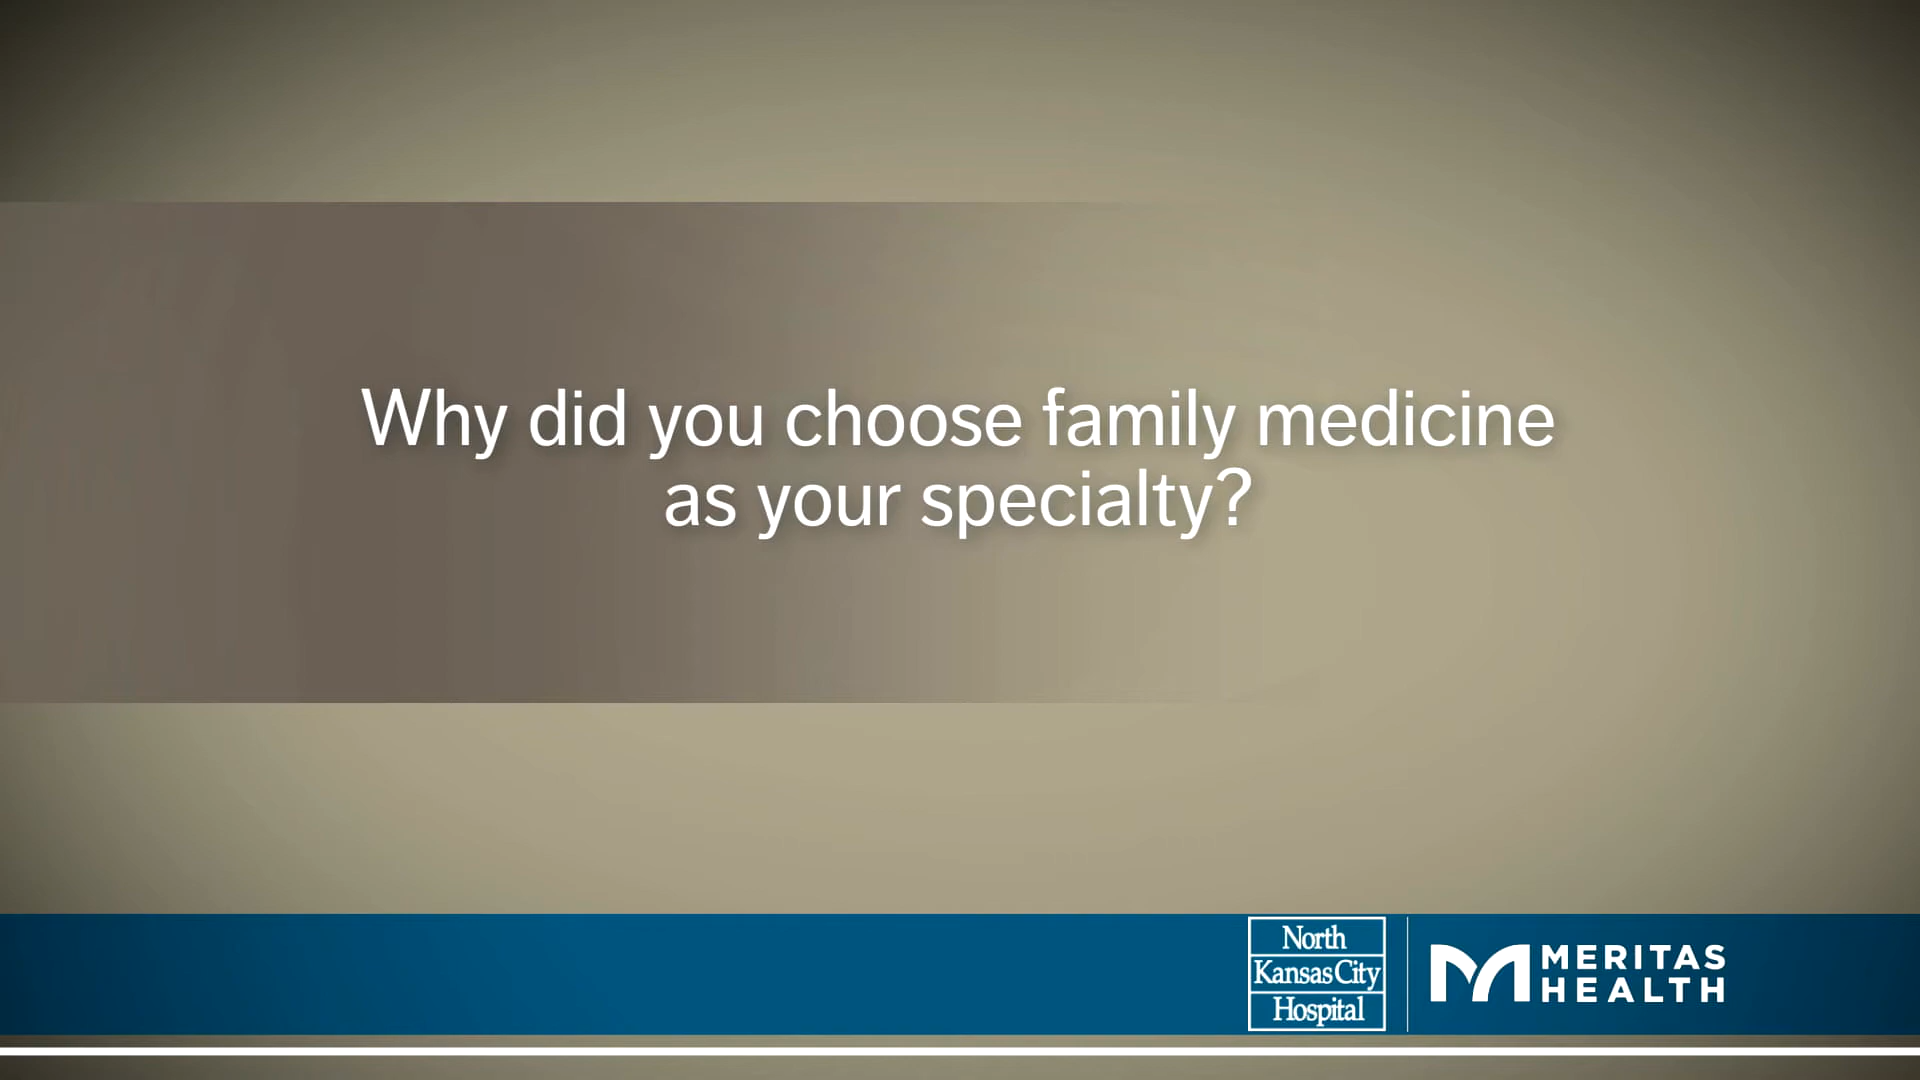 Why did you choose family medicine
as your specialty?
North
Kansas City
Hospital
MERITAS
HEALTH